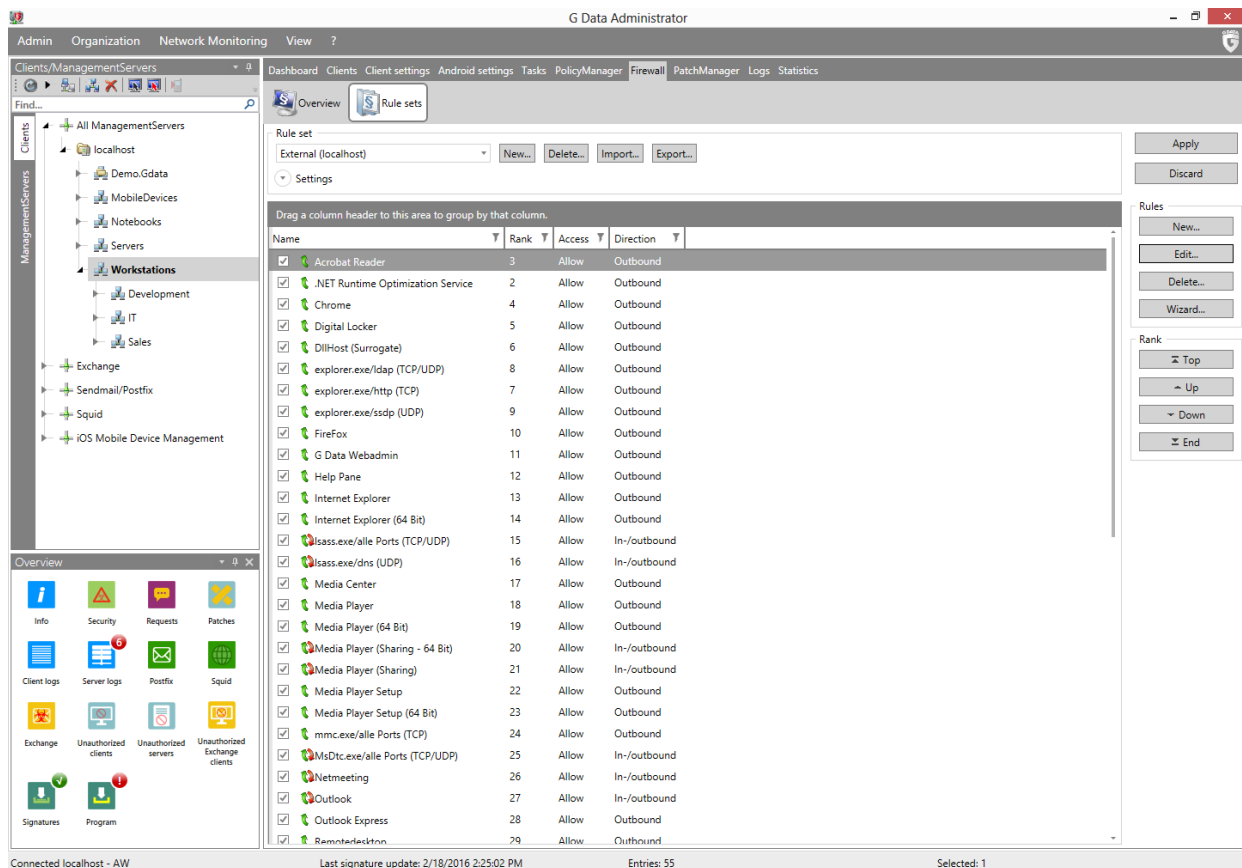 G Data Administrator
Admin Organization Network Monitoring View ?
Clients/ManagementServers
Find...
Clients
ManagementServers
All ManagementServers
localhost
Demo.Gdata
MobileDevices
Notebooks
Servers
Workstations
Development
IT
Sales
Exchange
Sendmail/Postfix
Squid
iOS Mobile Device Management
Overview
Info Security Requests Patches
6
Client logs Server logs Postfix Squid
Exchange Unauthorized clients Unauthorized servers Unauthorized Exchange clients
Signatures Program
Dashboard Clients Client settings Android settings Tasks PolicyManager Firewall PatchManager Logs Statistics
Overview Rule sets
Rule set
External (localhost) New... Delete... Import... Export...
Settings
Drag a column header to this area to group by that column.
Name Rank Access Direction
Acrobat Reader 3 Allow Outbound
.NET Runtime Optimization Service 2 Allow Outbound
Chrome 4 Allow Outbound
Digital Locker 5 Allow Outbound
DllHost (Surrogate) 6 Allow Outbound
explorer.exe/ldap (TCP/UDP) 8 Allow Outbound
explorer.exe/http (TCP) 7 Allow Outbound
explorer.exe/ssdp (UDP) 9 Allow Outbound
FireFox 10 Allow Outbound
G Data Webadmin 11 Allow Outbound
Help Pane 12 Allow Outbound
Internet Explorer 13 Allow Outbound
Internet Explorer (64 Bit) 14 Allow Outbound
lsass.exe/alle Ports (TCP/UDP) 15 Allow In-/outbound
lsass.exe/dns (UDP) 16 Allow In-/outbound
Media Center 17 Allow Outbound
Media Player 18 Allow Outbound
Media Player (64 Bit) 19 Allow Outbound
Media Player (Sharing - 64 Bit) 20 Allow In-/outbound
Media Player (Sharing) 21 Allow In-/outbound
Media Player Setup 22 Allow Outbound
Media Player Setup (64 Bit) 23 Allow Outbound
mmc.exe/alle Ports (TCP) 24 Allow Outbound
MsDtc.exe/alle Ports (TCP/UDP) 25 Allow In-/outbound
Netmeeting 26 Allow In-/outbound
Outlook 27 Allow In-/outbound
Outlook Express 28 Allow Outbound
Remotedesktop 29 Allow Outbound
Apply
Discard
Rules
New...
Edit...
Delete...
Wizard...
Rank
Top
Up
Down
End
Connected localhost - AW Last signature update: 2/18/2016 2:25:02 PM Entries: 55 Selected: 1